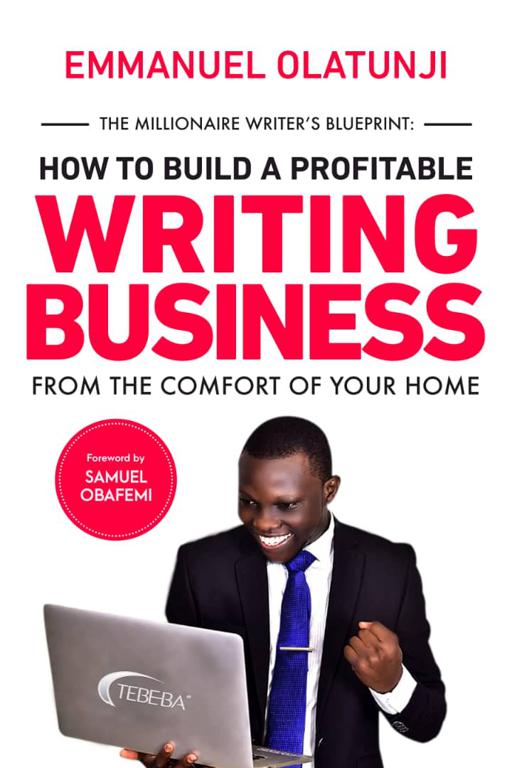 EMMANUEL OLATUNJI
THE MILLIONAIRE WRITER'S BLUEPRINT:
HOW TO BUILD A PROFITABLE
WRITING
BUSINESS
FROM THE COMFORT OF YOUR HOME
Foreword by
SAMUEL
OBAFEMI
TEBEBA